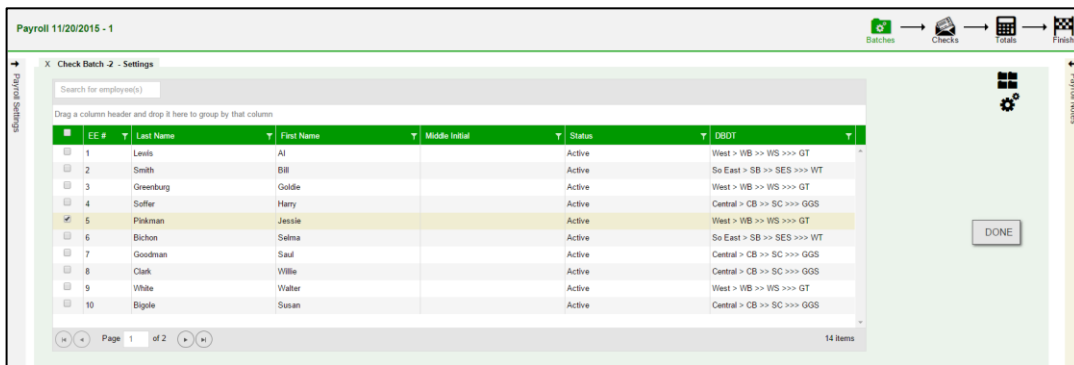 Payroll 11/20/2015 - 1
Batches
Checks
Totals
Finish
Payroll Settings
X Check Batch -2 - Settings
Payroll Notes
Search for employee(s)
Drag a column header and drop it here to group by that column
EE # Last Name First Name Middle Initial Status DBDT
1 Lewis Al Active West > WB >> WS >>> GT
2 Smith Bill Active So East > SB >> SES >>> WT
3 Greenburg Goldie Active West > WB >> WS >>> GT
4 Soffer Harry Active Central > CB >> SC >>> GGS
5 Pinkman Jessie Active West > WB >> WS >>> GT
6 Bichon Selma Active So East > SB >> SES >>> WT
DONE
7 Goodman Saul Active Central > CB >> SC >>> GGS
8 Clark Willie Active Central > CB >> SC >>> GGS
9 White Walter Active West > WB >> WS >>> GT
10 Bigole Susan Active Central > CB >> SC >>> GGS
Page 1 of 2
14 items